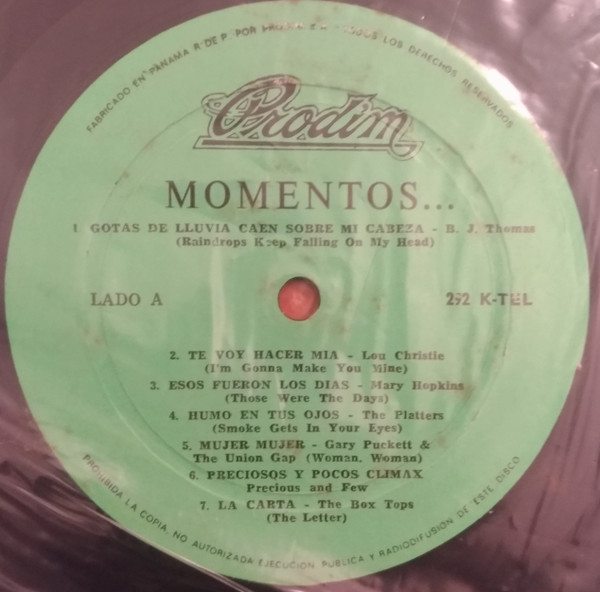 FABRICADO EN PANAMA R DE P. POR LOS DERECHOS RESERVADOS
Prodim
MOMENTOS...
1 GOTAS DE LLUVIA CAEN SOBRE MI CABEZA - B. J. Thomas
(Raindrops Keep Falling On My Head)
LADO A
292 K-TEL
2. TE VOY HACER MIA - Lou Christie
(I'm Gonna Make You Mine)
3. ESOS FUERON LOS DIAS - Mary Hopkins
(Those Were The Days)
4. HUMO EN TUS OJOS - The Platters
(Smoke Gets In Your Eyes)
5. MUJER MUJER - Gary Puckett &
The Union Gap (Woman, Woman)
6. PRECIOSOS Y POCOS CLIMAX
Precious and Few
7. LA CARTA - The Box Tops
(The Letter)
PROHIBIDA LA COPIA NO AUTORIZADA EJECUCION PUBLICA Y RADIODIFUSION DE ESTE DISCO